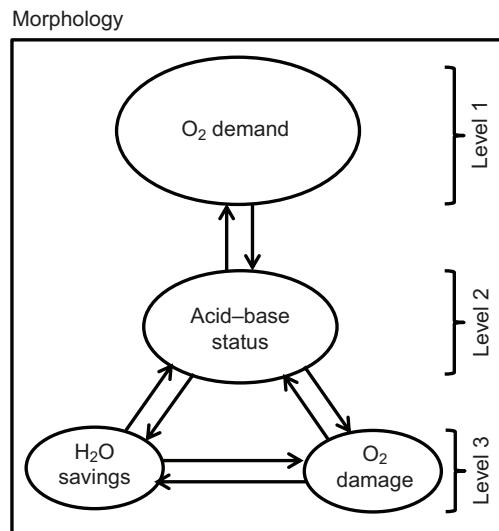 Morphology
O₂ demand
Level 1
Acid–base
status
Level 2
H₂O
savings
O₂
damage
Level 3